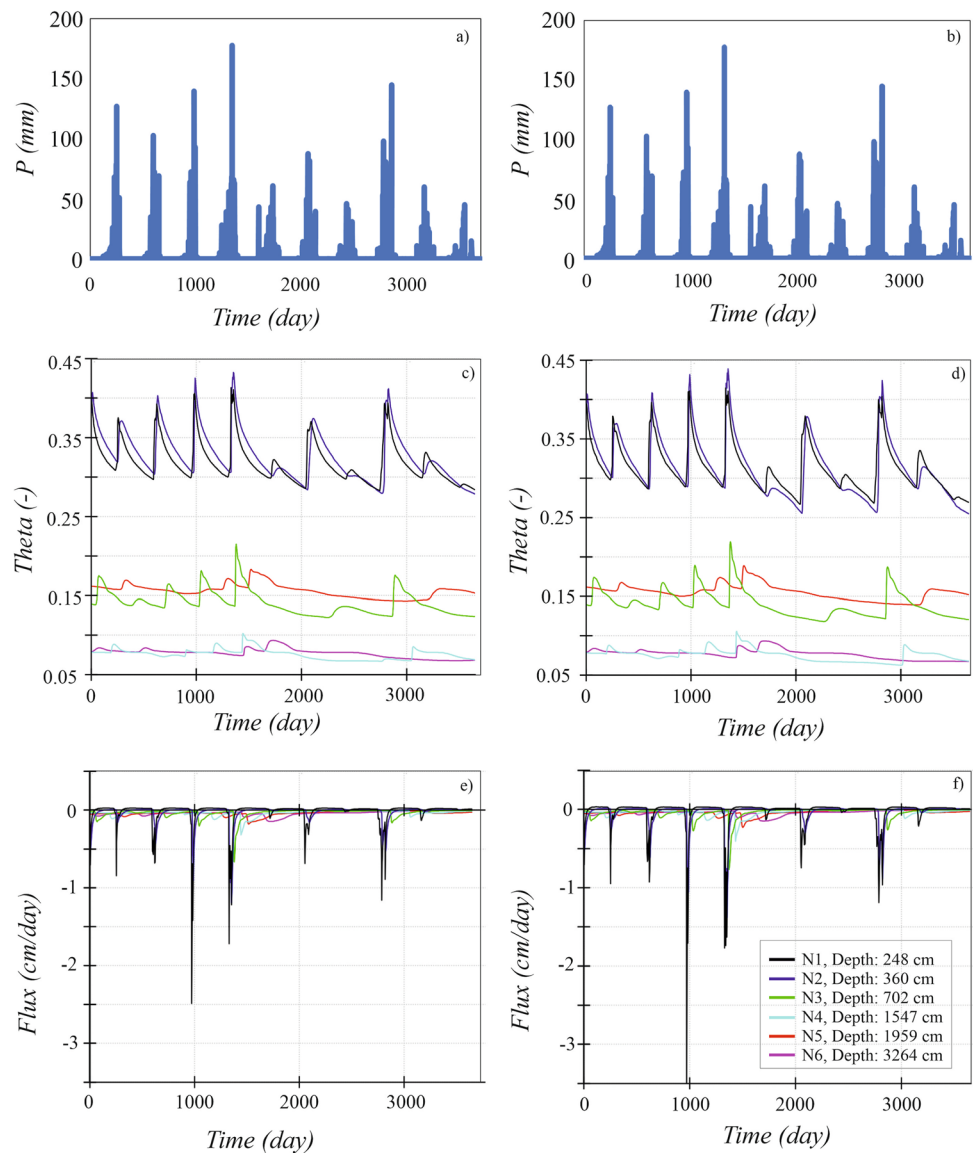 a)
200
150
100
50
0
P (mm)
0 1000 2000 3000
Time (day)
b)
200
150
100
50
0
P (mm)
0 1000 2000 3000
Time (day)
c)
0.45
0.35
0.25
0.15
0.05
Theta (-)
0 1000 2000 3000
Time (day)
d)
0.45
0.35
0.25
0.15
0.05
Theta (-)
0 1000 2000 3000
Time (day)
e)
0
-1
-2
-3
Flux (cm/day)
0 1000 2000 3000
Time (day)
f)
0
-1
-2
-3
Flux (cm/day)
0 1000 2000 3000
Time (day)
N1, Depth: 248 cm
N2, Depth: 360 cm
N3, Depth: 702 cm
N4, Depth: 1547 cm
N5, Depth: 1959 cm
N6, Depth: 3264 cm